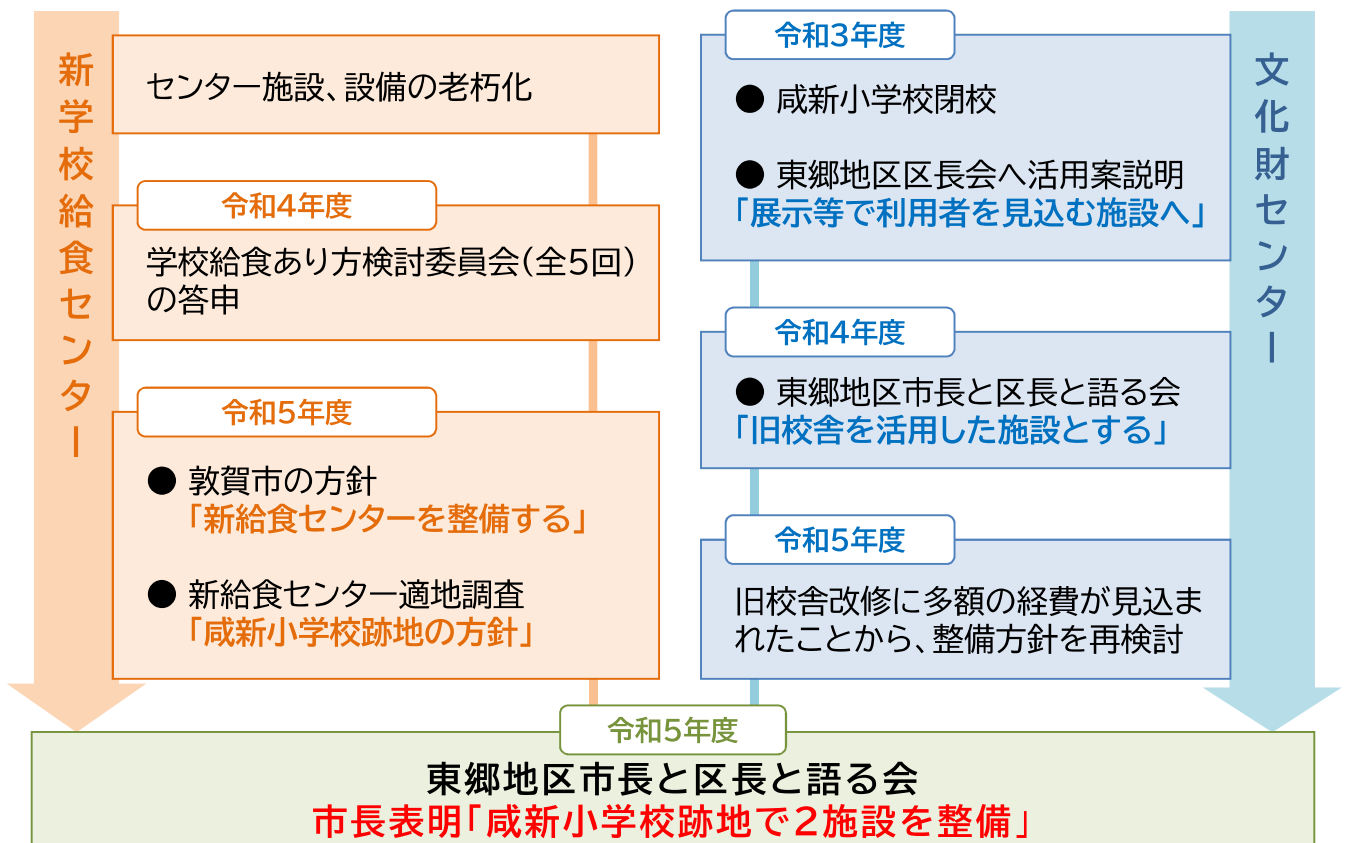 新学校給食センター
センター施設、設備の老朽化
令和4年度
学校給食あり方検討委員会(全5回)
の答申
令和5年度
● 敦賀市の方針
「新給食センターを整備する」
● 新給食センター適地調査
「咸新小学校跡地の方針」
文化財センター
令和3年度
● 咸新小学校閉校
● 東郷地区区長会へ活用案説明
「展示等で利用者を見込む施設へ」
令和4年度
● 東郷地区市長と区長と語る会
「旧校舎を活用した施設とする」
令和5年度
旧校舎改修に多額の経費が見込ま
れたことから、整備方針を再検討
令和5年度
東郷地区市長と区長と語る会
市長表明「咸新小学校跡地で2施設を整備」